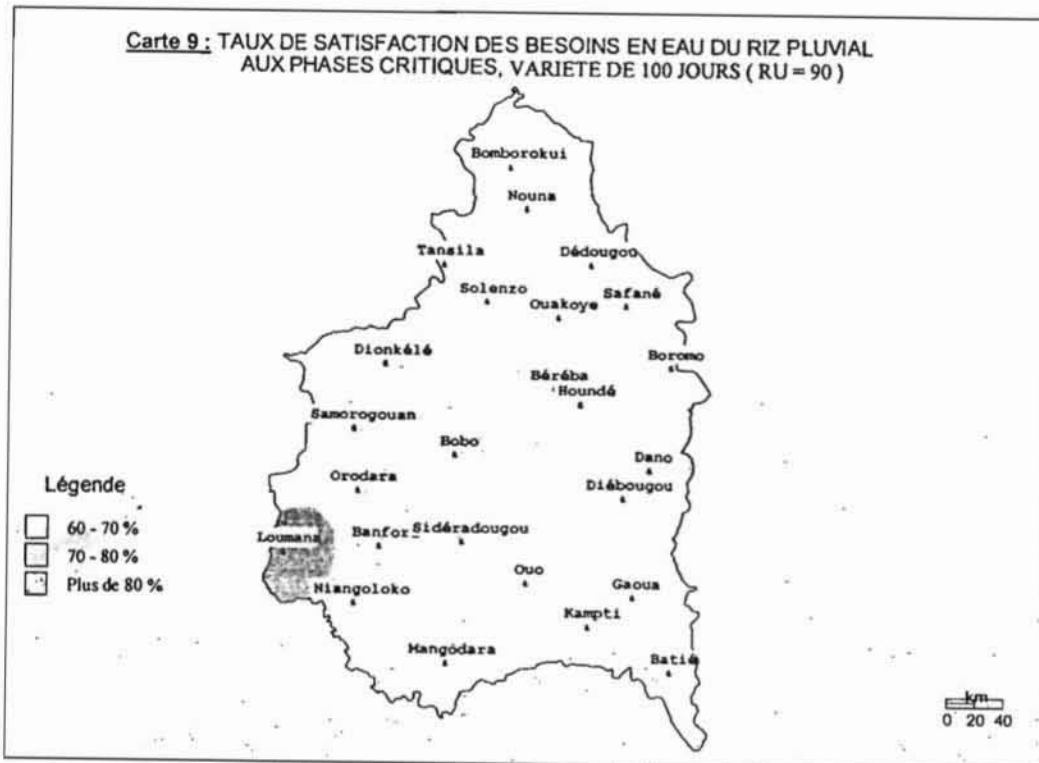 Carte 9 : TAUX DE SATISFACTION DES BESOINS EN EAU DU RIZ PLUVIAL
AUX PHASES CRITIQUES, VARIETE DE 100 JOURS ( RU = 90 )
Bomborokui
Nouna
Tansila
Dédougou
Solenzo
Safané
Ouakoye
Dionkélé
Boromo
Béréba
Houndé
Samorogouan
Bobo
Dano
Orodara
Diébougou
Légende
60 - 70 %
70 - 80 %
Plus de 80 %
Loumana
Banfor_
Sidéradougou
Ouo
Niangoloko
Gaoua
Kampti
Mangodara
Batié
km
0 20 40